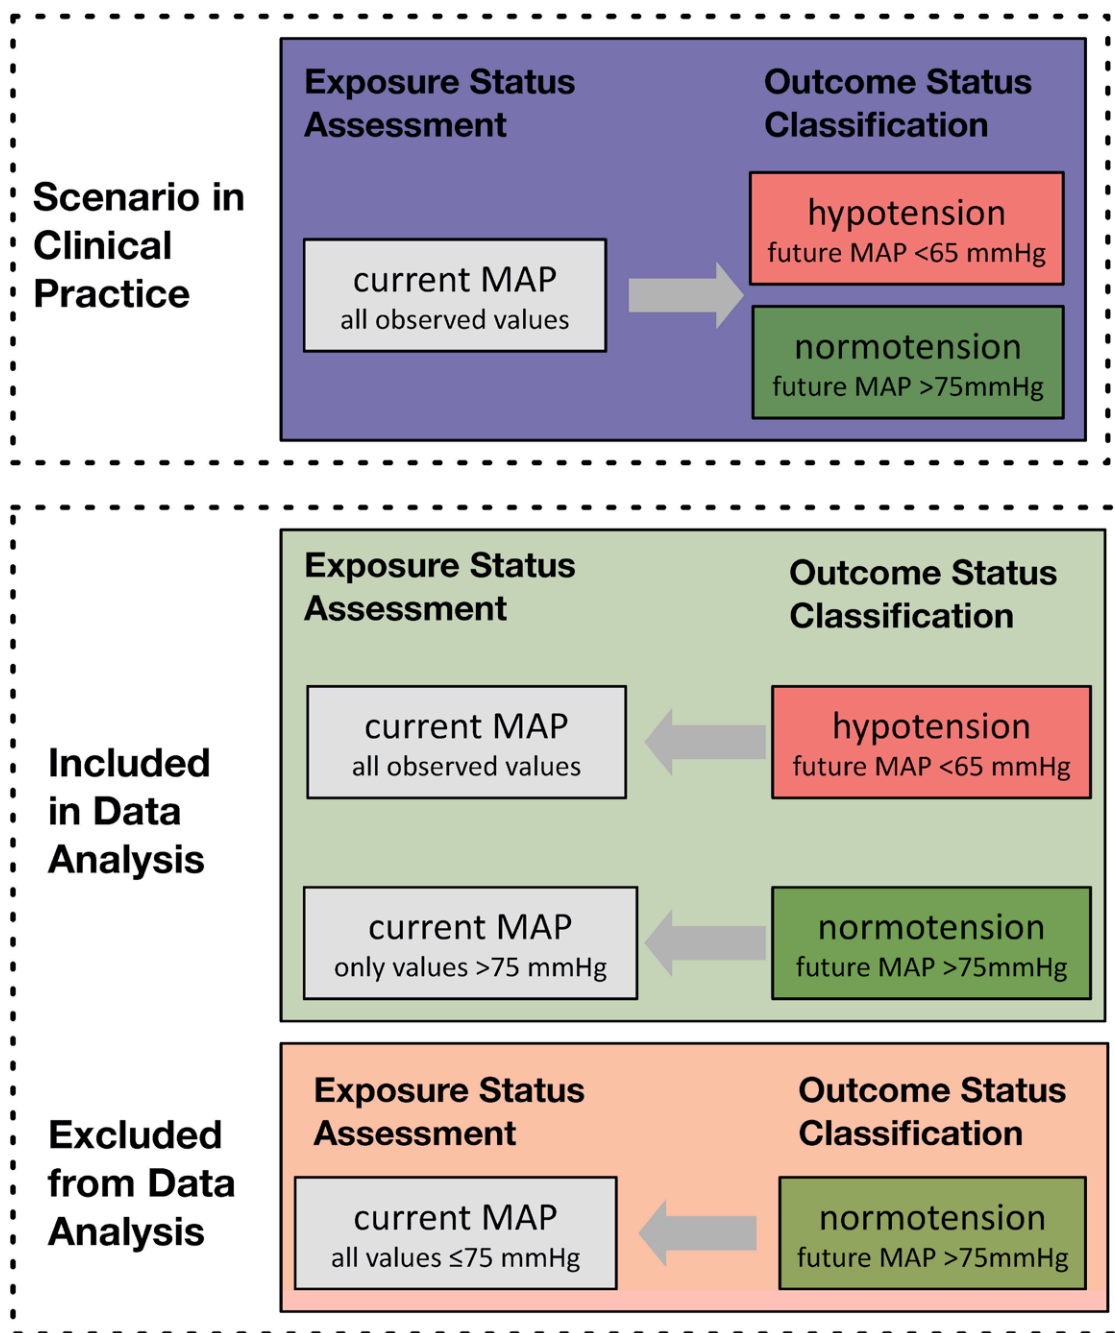 Scenario in
Clinical
Practice
Exposure Status
Assessment
Outcome Status
Classification
current MAP
all observed values
hypotension
future MAP <65 mmHg
normotension
future MAP >75mmHg
Included
in Data
Analysis
Exposure Status
Assessment
Outcome Status
Classification
current MAP
all observed values
hypotension
future MAP <65 mmHg
current MAP
only values >75 mmHg
normotension
future MAP >75mmHg
Excluded
from Data
Analysis
Exposure Status
Assessment
Outcome Status
Classification
current MAP
all values ≤75 mmHg
normotension
future MAP >75mmHg